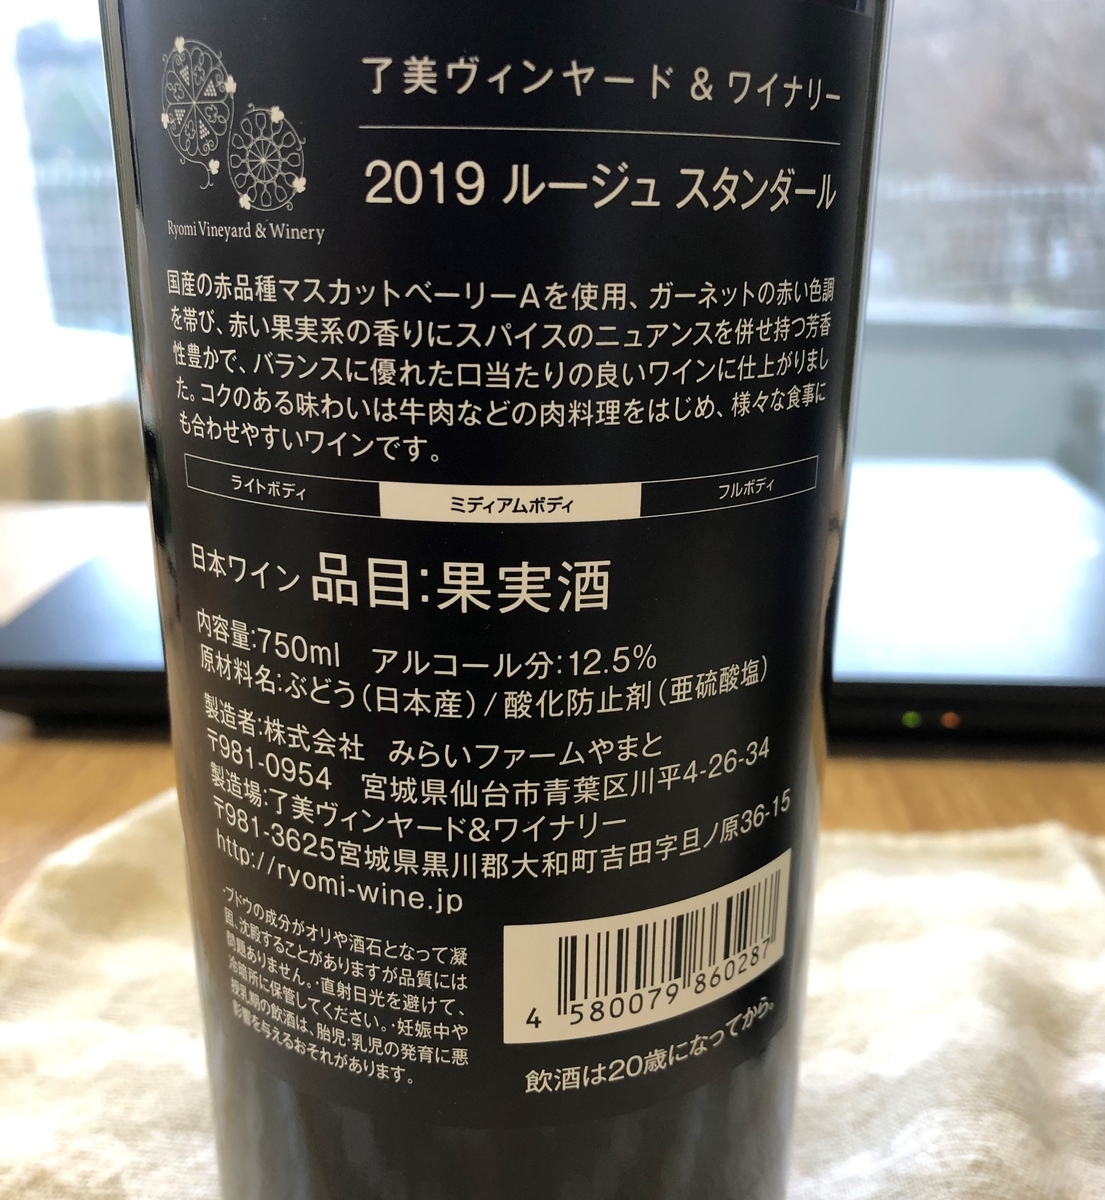 了美ヴィンヤード & ワイナリー
2019 ルージュ スタンダール
Ryomi Vineyard & Winery
国産の赤品種マスカットベーリーAを使用、ガーネットの赤い色調
を帯び、赤い果実系の香りにスパイスのニュアンスを併せ持つ芳香
性豊かで、バランスに優れた口当たりの良いワインに仕上がりまし
た。コクのある味わいは牛肉などの肉料理をはじめ、様々な食事に
も合わせやすいワインです。
ライトボディ ミディアムボディ フルボディ
日本ワイン 品目:果実酒
内容量:750ml アルコール分:12.5%
原材料名:ぶどう(日本産)/酸化防止剤(亜硫酸塩)
製造者:株式会社 みらいファームやまと
〒981-0954 宮城県仙台市青葉区川平4-26-34
製造場:了美ヴィンヤード&ワイナリー
〒981-3625宮城県黒川郡大和町吉田字旦ノ原36-15
http://ryomi-wine.jp
・ブドウの成分がオリや酒石となって凝
固、沈殿することがありますが品質には
問題ありません。・直射日光を避けて、
冷暗所に保管してください。・妊娠中や
授乳期の飲酒は、胎児・乳児の発育に悪
影響を与えるおそれがあります。
4 580079 860287
飲酒は20歳になってから。